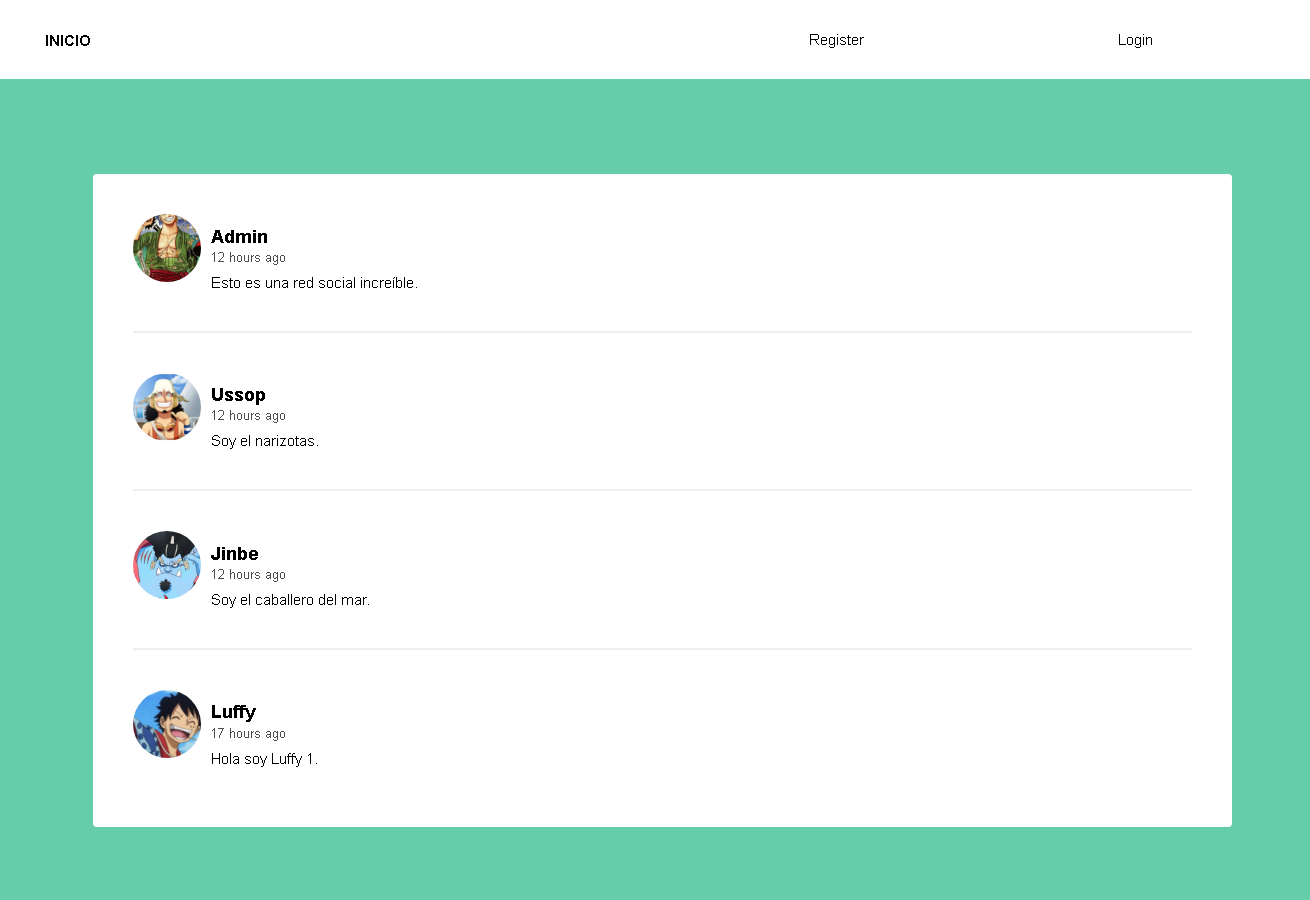 INICIO
Register
Login
Admin
12 hours ago
Esto es una red social increíble.
Ussop
12 hours ago
Soy el narizotas.
Jinbe
12 hours ago
Soy el caballero del mar.
Luffy
17 hours ago
Hola soy Luffy 1.